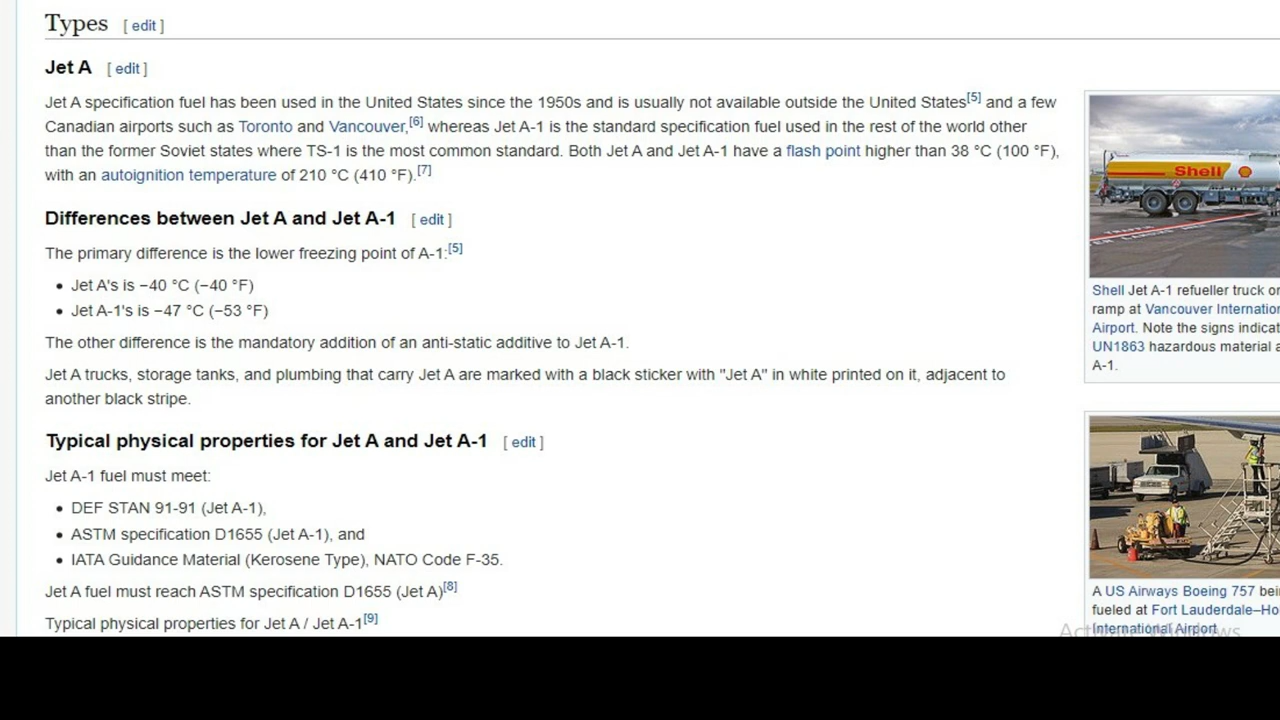 Types [ edit ]
Jet A [ edit ]
Jet A specification fuel has been used in the United States since the 1950s and is usually not available outside the United States[5] and a few
Canadian airports such as Toronto and Vancouver,[6] whereas Jet A-1 is the standard specification fuel used in the rest of the world other
than the former Soviet states where TS-1 is the most common standard. Both Jet A and Jet A-1 have a flash point higher than 38 °C (100 °F),
with an autoignition temperature of 210 °C (410 °F).[7]
Differences between Jet A and Jet A-1 [ edit ]
The primary difference is the lower freezing point of A-1:[5]
• Jet A's is −40 °C (−40 °F)
• Jet A-1's is −47 °C (−53 °F)
The other difference is the mandatory addition of an anti-static additive to Jet A-1.
Jet A trucks, storage tanks, and plumbing that carry Jet A are marked with a black sticker with "Jet A" in white printed on it, adjacent to
another black stripe.
Typical physical properties for Jet A and Jet A-1 [ edit ]
Jet A-1 fuel must meet:
• DEF STAN 91-91 (Jet A-1),
• ASTM specification D1655 (Jet A-1), and
• IATA Guidance Material (Kerosene Type), NATO Code F-35.
Jet A fuel must reach ASTM specification D1655 (Jet A)[8]
Typical physical properties for Jet A / Jet A-1[9]
Shell
Shell Jet A-1 refueller truck on
ramp at Vancouver Internation
Airport. Note the signs indicat
UN1863 hazardous material a
A-1.
A US Airways Boeing 757 bei
fueled at Fort Lauderdale–Ho
International Airport
Activate Windows